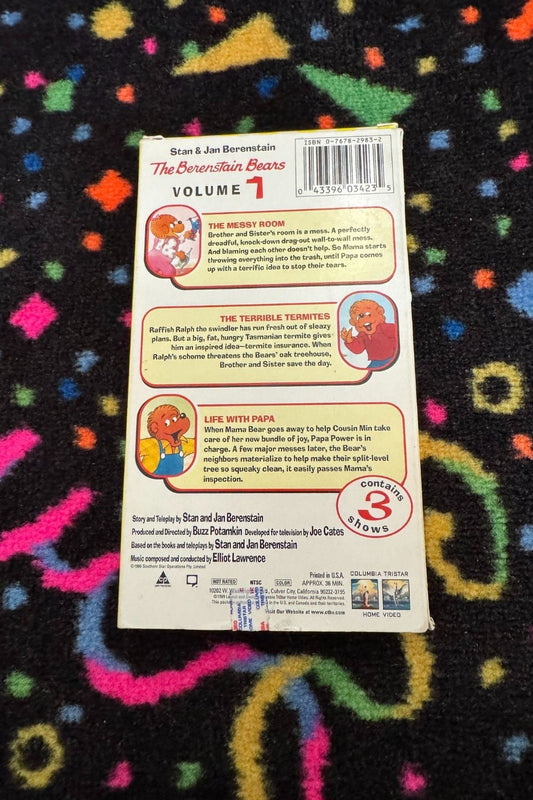 Stan & Jan Berenstain
The Berenstain Bears
VOLUME 1
ISBN 0-7678-2983-2
0 43396 03423 5
THE MESSY ROOM
Brother and Sister's room is a mess. A perfectly
dreadful, knock-down drag-out wall-to-wall mess.
And blaming each other doesn't help. So Mama starts
throwing everything into the trash, until Papa comes
up with a terrific idea to stop their tears.
THE TERRIBLE TERMITES
Raffish Ralph the swindler has run fresh out of sleazy
plans. But a big, fat, hungry Tasmanian termite gives
him an inspired idea–termite insurance. When
Ralph's scheme threatens the Bears' oak treehouse,
Brother and Sister save the day.
LIFE WITH PAPA
When Mama Bear goes away to help Cousin Min take
care of her new bundle of joy, Papa Power is in
charge. A few major messes later, the Bear's
neighbors materialize to help make their split-level
tree so squeaky clean, it easily passes Mama's
inspection.
contains
3
shows
Story and Teleplay by Stan and Jan Berenstain
Produced and Directed by Buzz Potamkin Developed for television by Joe Cates
Based on the books and teleplays by Stan and Jan Berenstain
Music composed and conducted by Elliot Lawrence
NOT RATED
NTSC
COLOR
Printed in U.S.A.
APPROX. 36 MIN.
10202 W. Culver City, California 90232-3195
Visit Our Website at www.cthv.com
COLUMBIA TRISTAR
HOME VIDEO